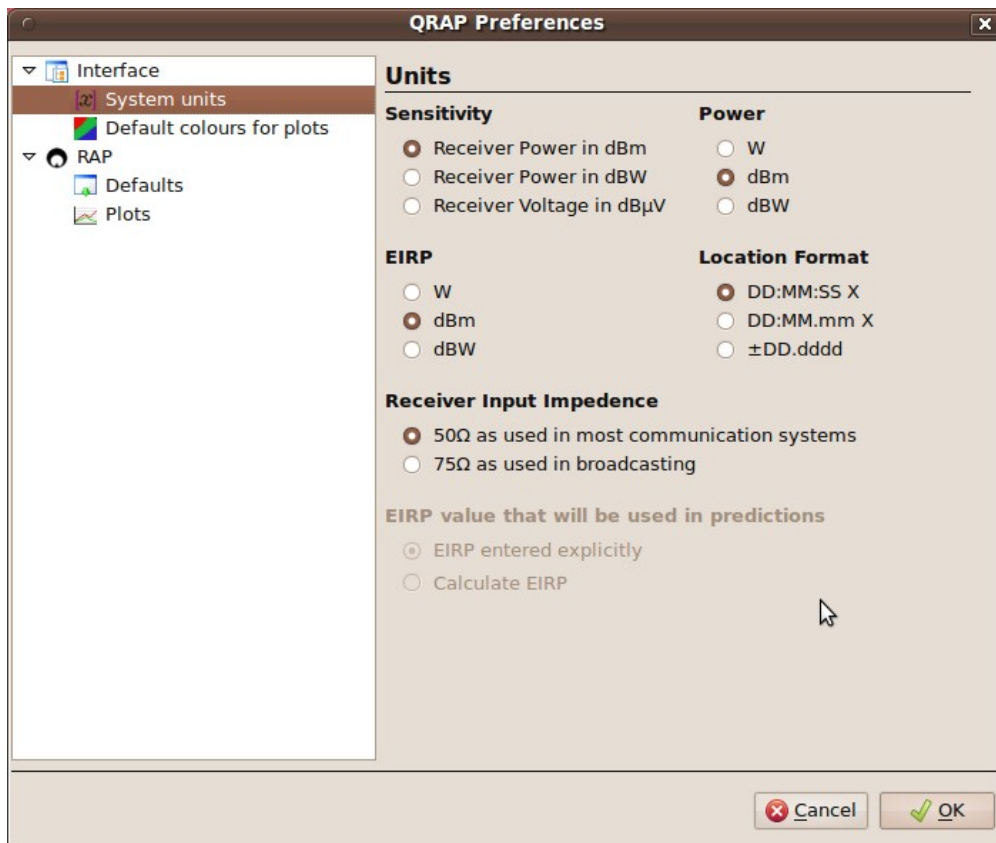 QRAP Preferences
Interface
[x] System units
Default colours for plots
RAP
Defaults
Plots
Units
Sensitivity
Receiver Power in dBm
Receiver Power in dBW
Receiver Voltage in dBµV
Power
W
dBm
dBW
EIRP
W
dBm
dBW
Location Format
DD:MM:SS X
DD:MM.mm X
±DD.dddd
Receiver Input Impedence
50Ω as used in most communication systems
75Ω as used in broadcasting
EIRP value that will be used in predictions
EIRP entered explicitly
Calculate EIRP
Cancel
OK